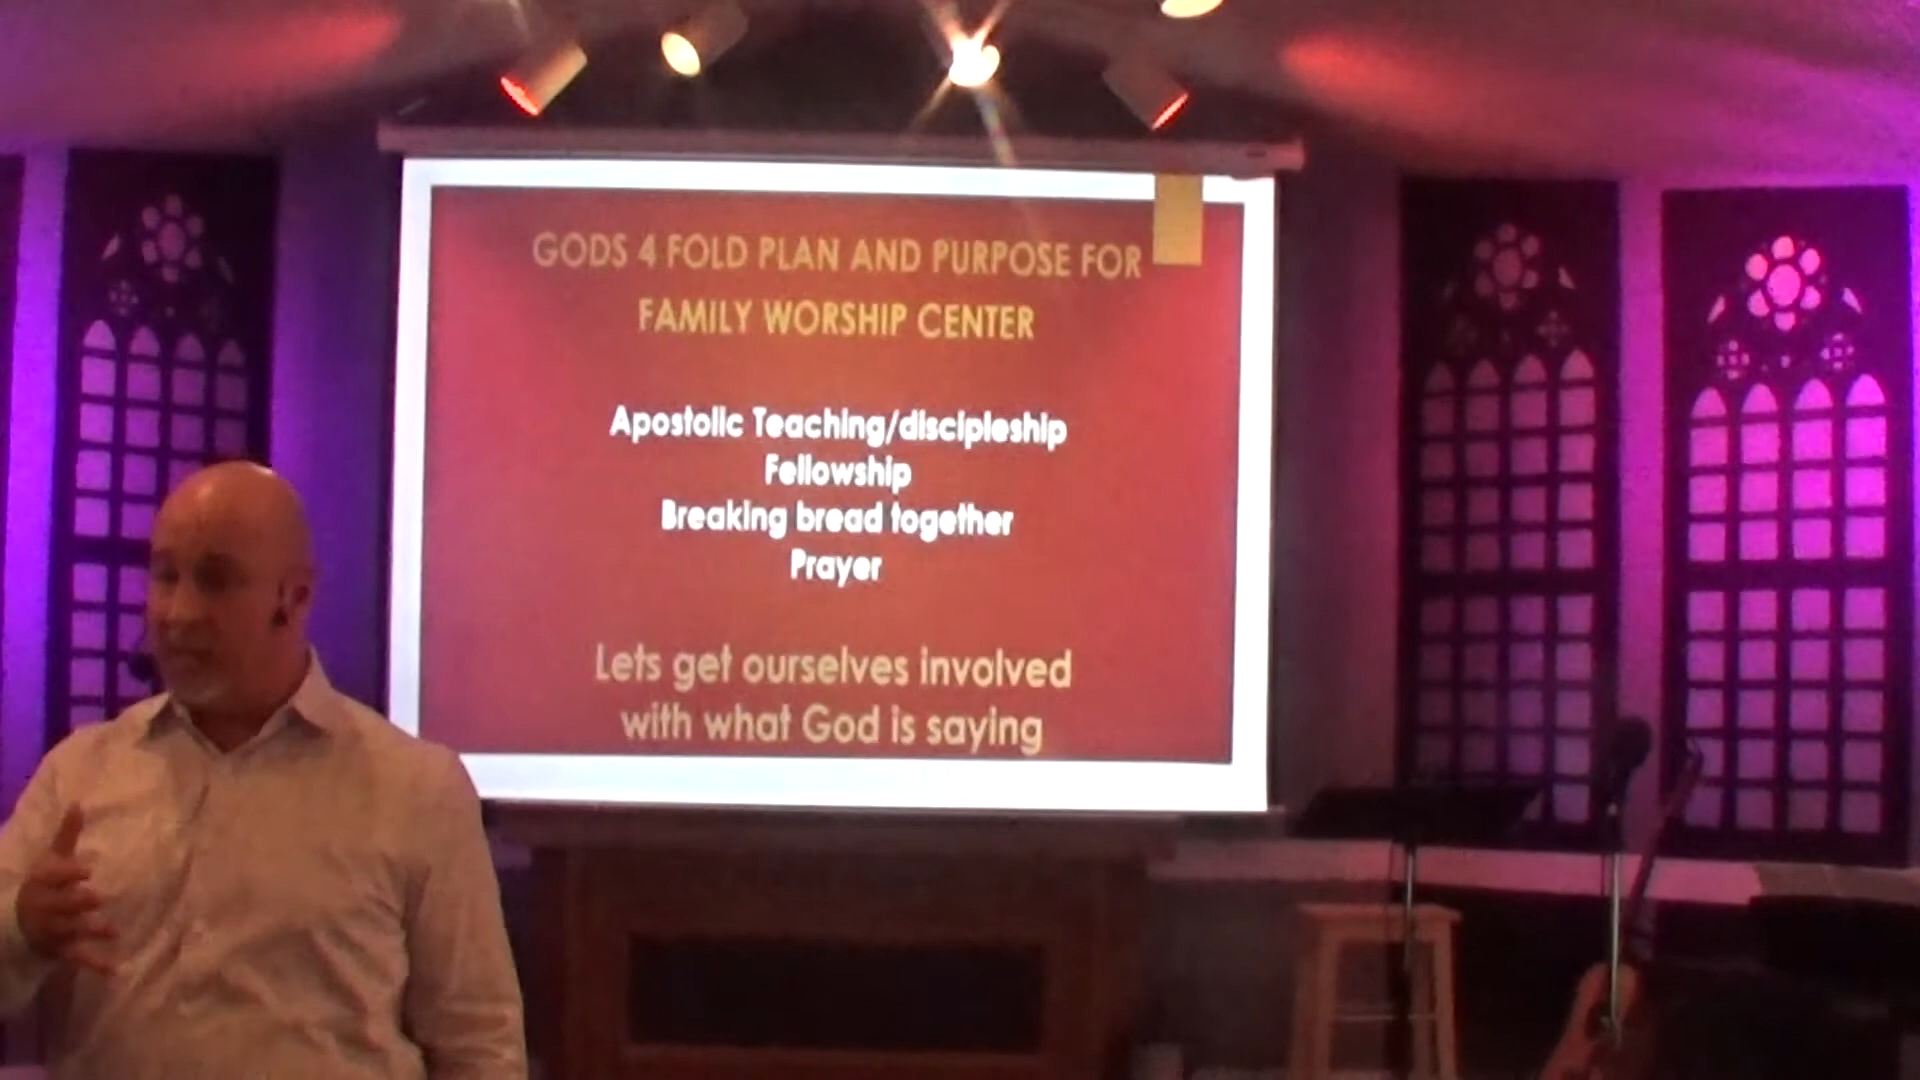 GODS 4 FOLD PLAN AND PURPOSE FOR
FAMILY WORSHIP CENTER
Apostolic Teaching/discipleship
Fellowship
Breaking bread together
Prayer
Lets get ourselves involved
with what God is saying